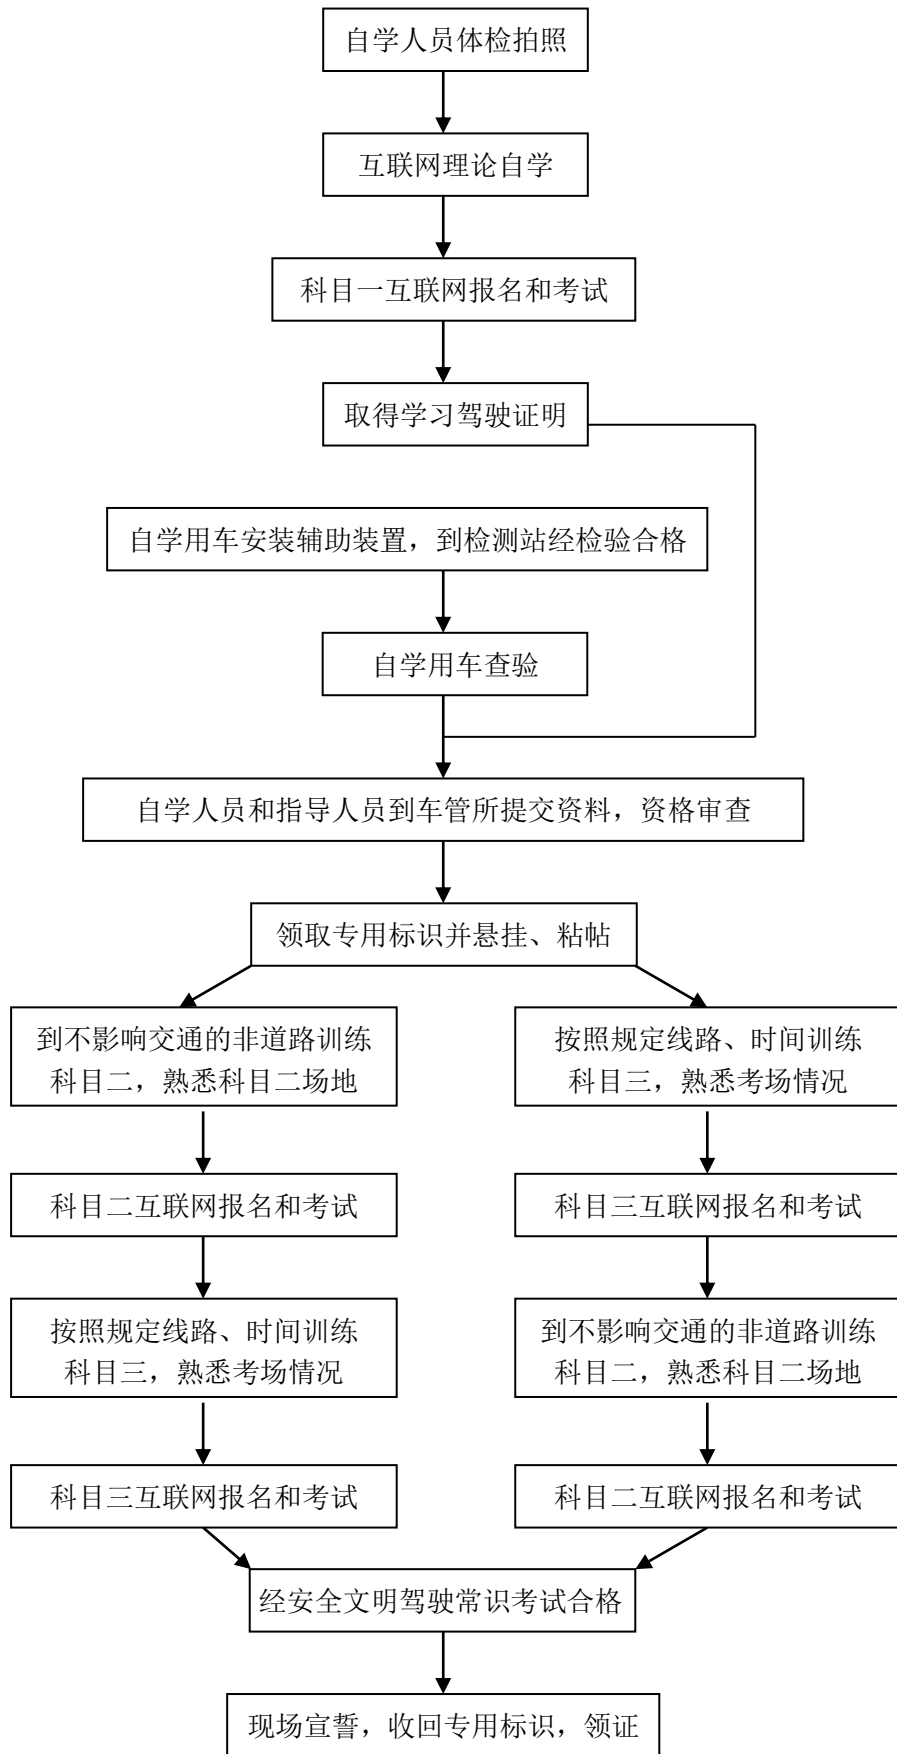 自学人员体检拍照
互联网理论自学
科目一互联网报名和考试
取得学习驾驶证明
自学用车安装辅助装置，到检测站经检验合格
自学用车查验
自学人员和指导人员到车管所提交资料，资格审查
领取专用标识并悬挂、粘帖
到不影响交通的非道路训练
科目二，熟悉科目二场地
按照规定线路、时间训练
科目三，熟悉考场情况
科目二互联网报名和考试
科目三互联网报名和考试
按照规定线路、时间训练
科目三，熟悉考场情况
到不影响交通的非道路训练
科目二，熟悉科目二场地
科目三互联网报名和考试
科目二互联网报名和考试
经安全文明驾驶常识考试合格
现场宣誓，收回专用标识，领证